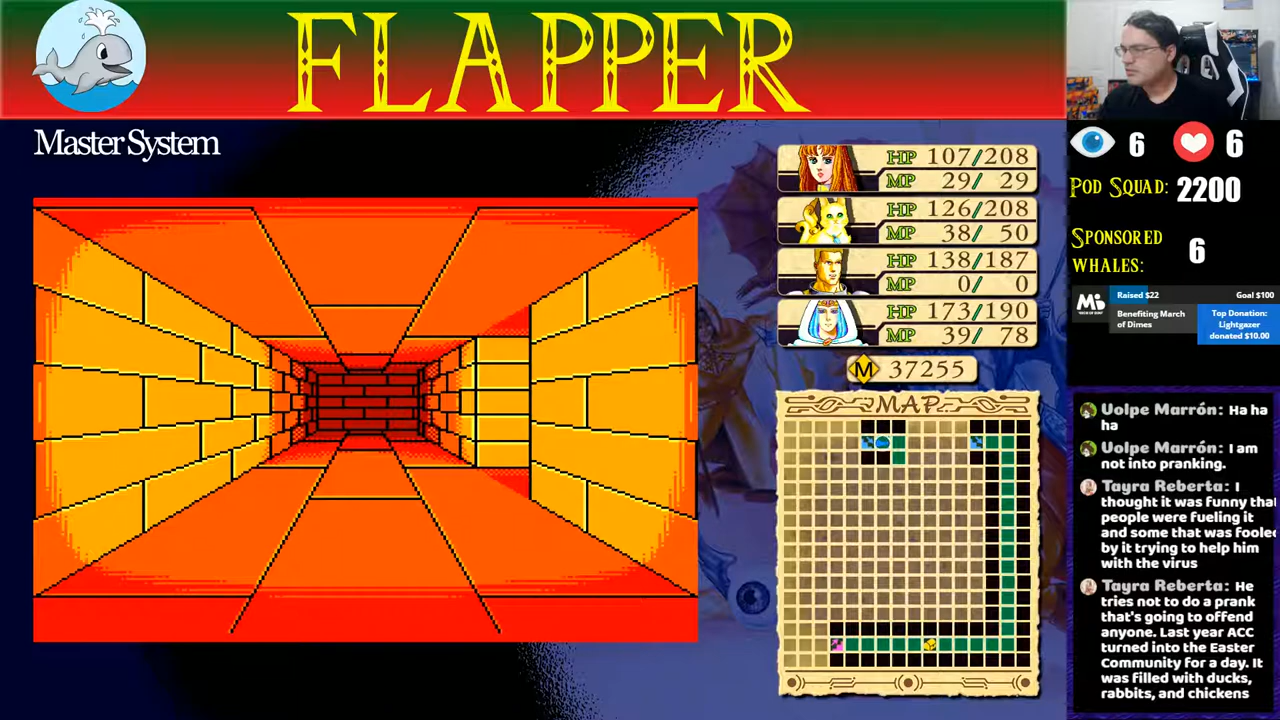 FLAPPER
Master System
HP 107/208
MP 29/ 29
HP 126/208
MP 38/ 50
HP 138/187
MP 0/ 0
HP 173/190
MP 39/ 78
M 37255
MAP
6 6
Pod Squad: 2200
Sponsored
Whales: 6
Raised $22 Goal $100
Benefiting March
of Dimes
Top Donation:
Lightgazer
donated $10.00
Volpe Marrón: Ha ha
ha
Volpe Marrón: I am
not into pranking.
Tayra Reberta: I
thought it was funny that
people were fueling it
and some that was fooled
by it trying to help him
with the virus
Tayra Reberta: He
tries not to do a prank
that's going to offend
anyone. Last year ACC
turned into the Easter
Community for a day. It
was filled with ducks,
rabbits, and chickens